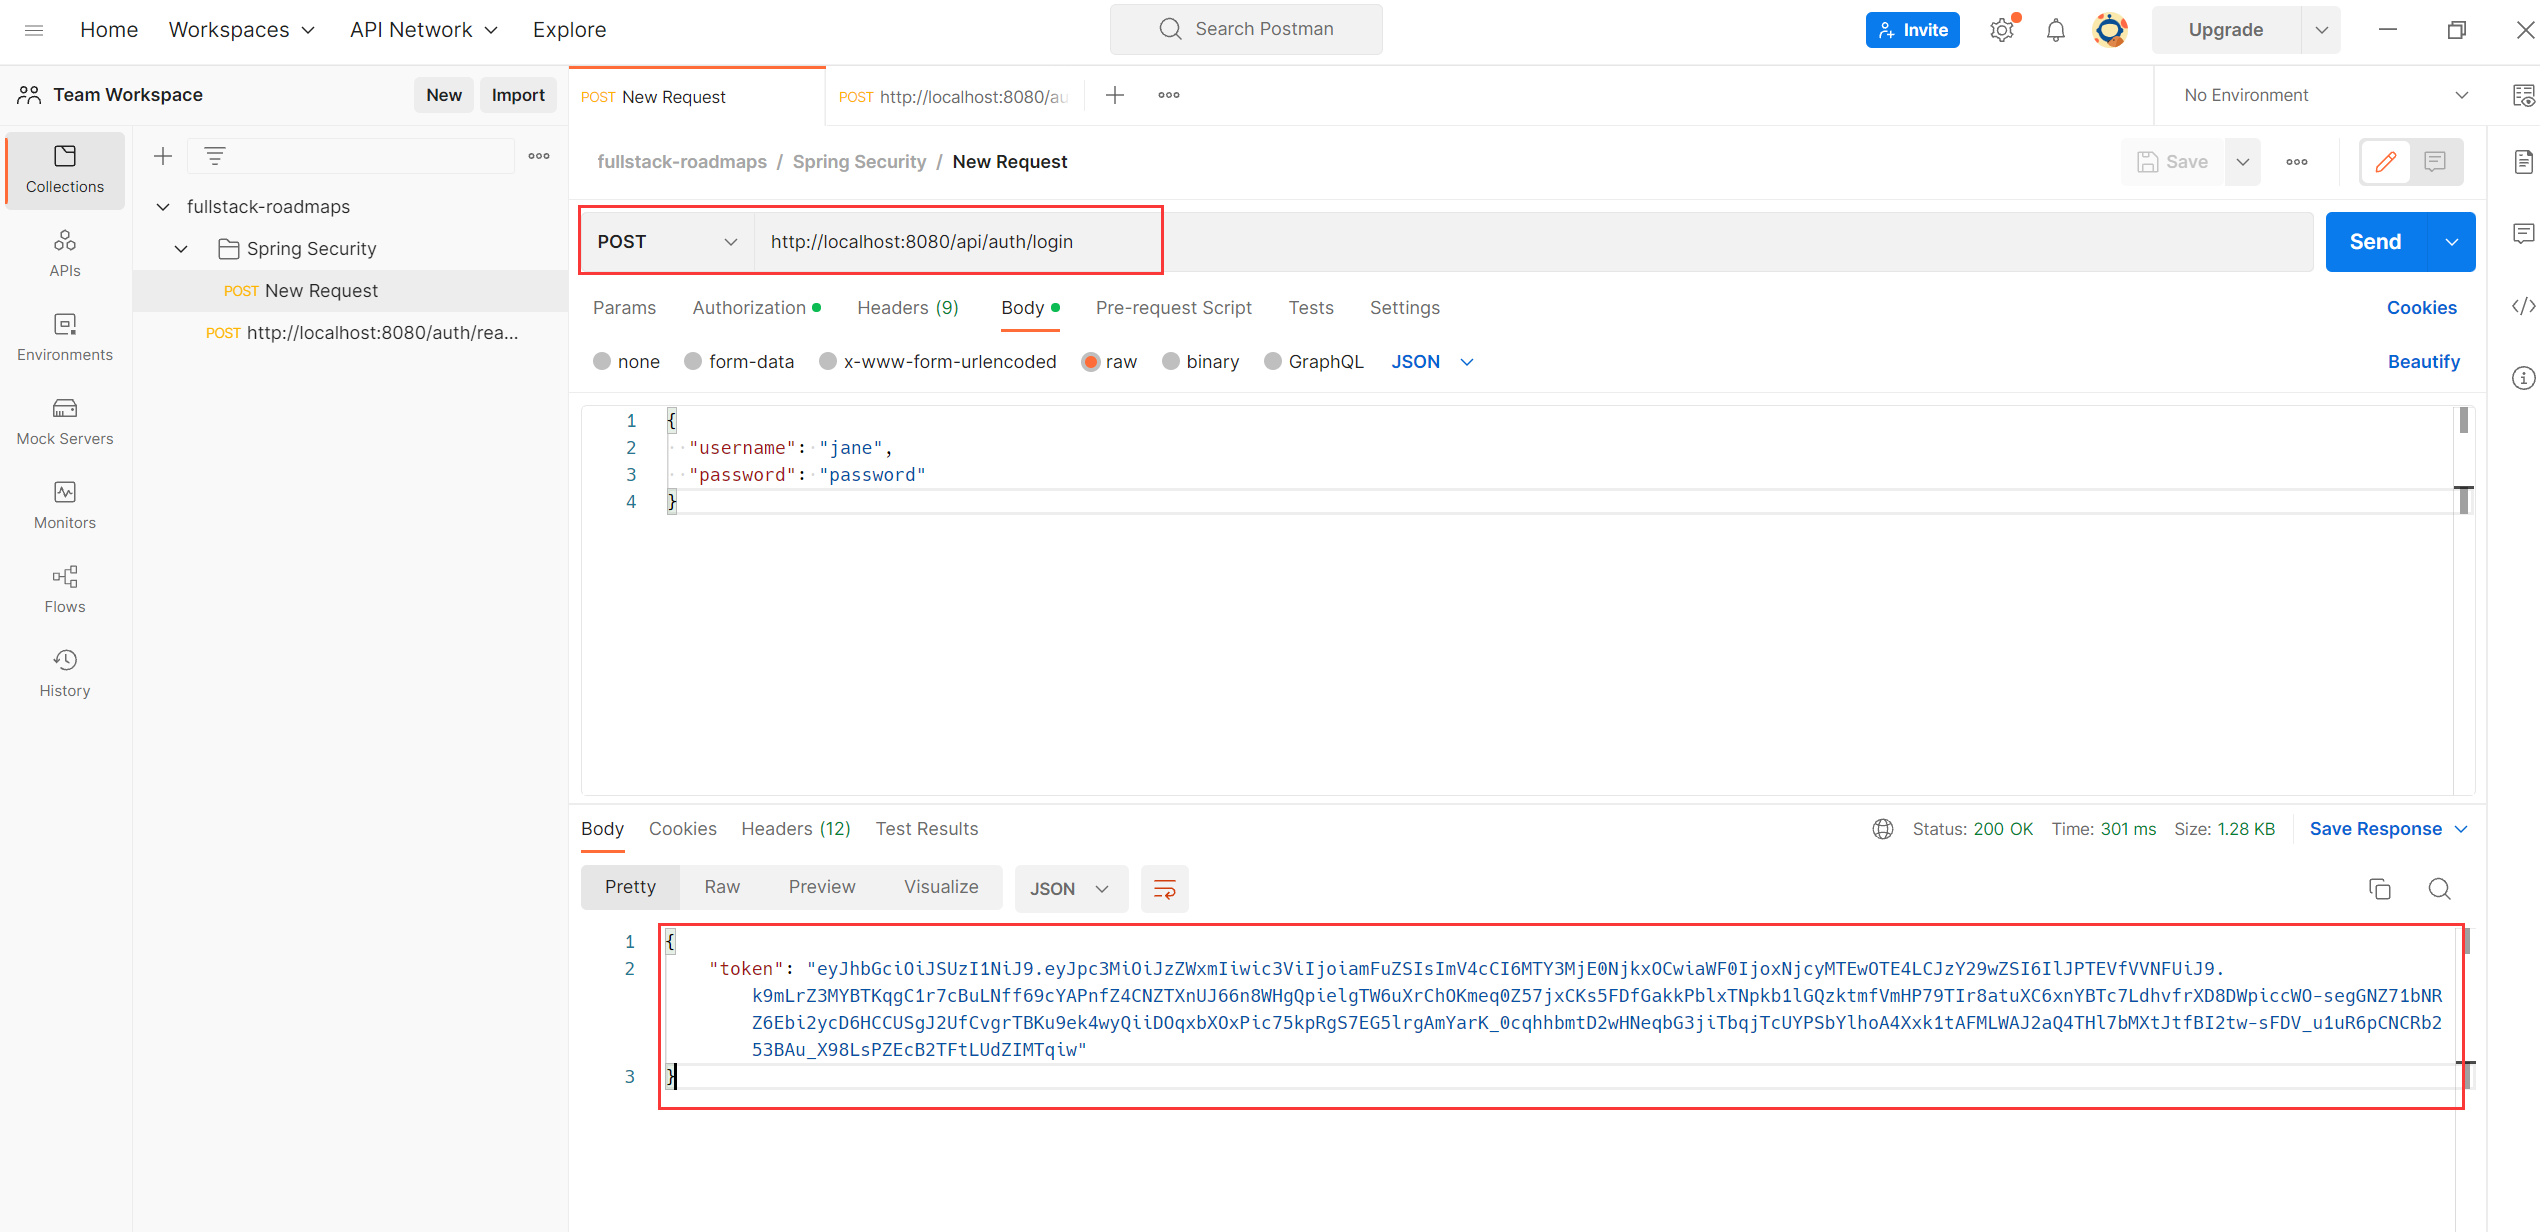 Home Workspaces API Network Explore Search Postman Invite Upgrade
Team Workspace New Import POST New Request POST http://localhost:8080/au No Environment
Collections
APIs
Environments
Mock Servers
Monitors
Flows
History
fullstack-roadmaps
Spring Security
POST New Request
POST http://localhost:8080/auth/rea...
fullstack-roadmaps / Spring Security / New Request Save
POST http://localhost:8080/api/auth/login Send
Params Authorization Headers (9) Body Pre-request Script Tests Settings Cookies
none form-data x-www-form-urlencoded raw binary GraphQL JSON Beautify
1 {
2 "username": "jane",
3 "password": "password"
4 }
Body Cookies Headers (12) Test Results Status: 200 OK Time: 301 ms Size: 1.28 KB Save Response
Pretty Raw Preview Visualize JSON
1 {
2 "token": "eyJhbGciOiJSUzI1NiJ9.eyJpc3MiOiJzZWxmIiwic3ViIjoiamFuZSIsImV4cCI6MTY3MjE0NjkxOCwiaWF0IjoxNjcyMTEwOTE4LCJzY29wZSI6IlJPTEVfVVNFUiJ9.
k9mLrZ3MYBTKqgC1r7cBuLNff69cYAPnfZ4CNZTXnUJ66n8WHgQpielgTW6uXrChOKmeq0Z57jxCKs5FDfGakkPblxTNpkb1lGQzktmfVmHP79TIr8atuXC6xnYBTc7LdhvfrXD8DWpiccWO-segGNZ71bNR
Z6Ebi2ycD6HCCUSgJ2UfCvgrTBKu9ek4wyQiiDOqxbXOxPic75kpRgS7EG5lrgAmYarK_0cqhhbmtD2wHNeqbG3jiTbqjTcUYPSbYlhoA4Xxk1tAFMLWAJ2aQ4THl7bMXtJtfBI2tw-sFDV_u1uR6pCNCRb2
53BAu_X98LsPZEcB2TFtLUdZIMTqiw"
3 }